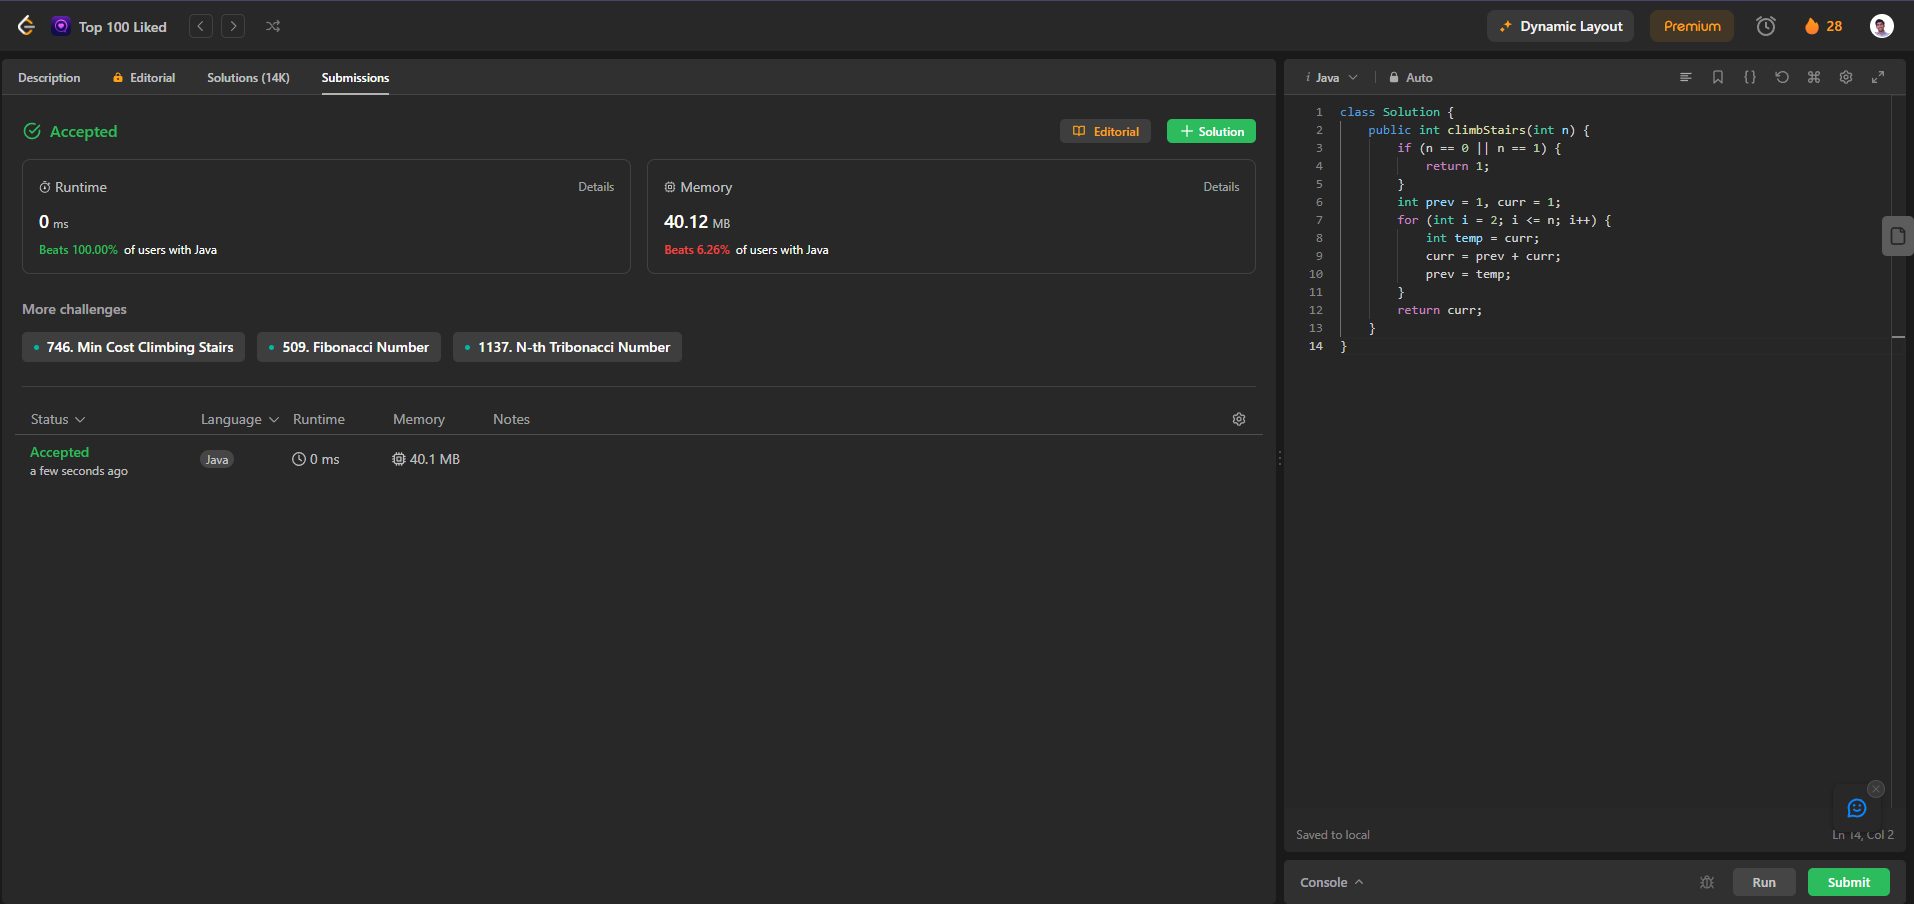 Top 100 Liked
Dynamic Layout
Premium
28
Description
Editorial
Solutions (14K)
Submissions
Accepted
Editorial
Solution
Runtime
Details
0 ms
Beats 100.00% of users with Java
Memory
Details
40.12 MB
Beats 6.26% of users with Java
More challenges
746. Min Cost Climbing Stairs
509. Fibonacci Number
1137. N-th Tribonacci Number
Status
Language
Runtime
Memory
Notes
Accepted
a few seconds ago
Java
0 ms
40.1 MB
i Java
Auto
1 class Solution {
2 public int climbStairs(int n) {
3 if (n == 0 || n == 1) {
4 return 1;
5 }
6 int prev = 1, curr = 1;
7 for (int i = 2; i <= n; i++) {
8 int temp = curr;
9 curr = prev + curr;
10 prev = temp;
11 }
12 return curr;
13 }
14 }
Saved to local
Ln 14, Col 2
Console
Run
Submit